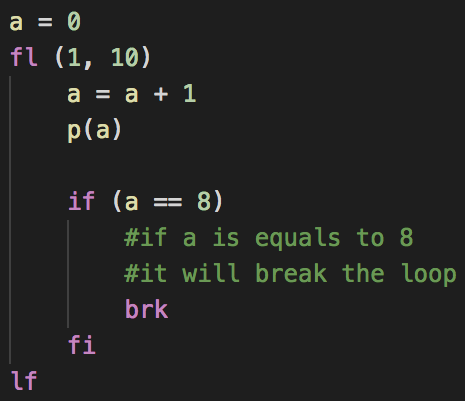 a = 0
fl (1, 10)
a = a + 1
p(a)
if (a == 8)
#if a is equals to 8
#it will break the loop
brk
fi
lf